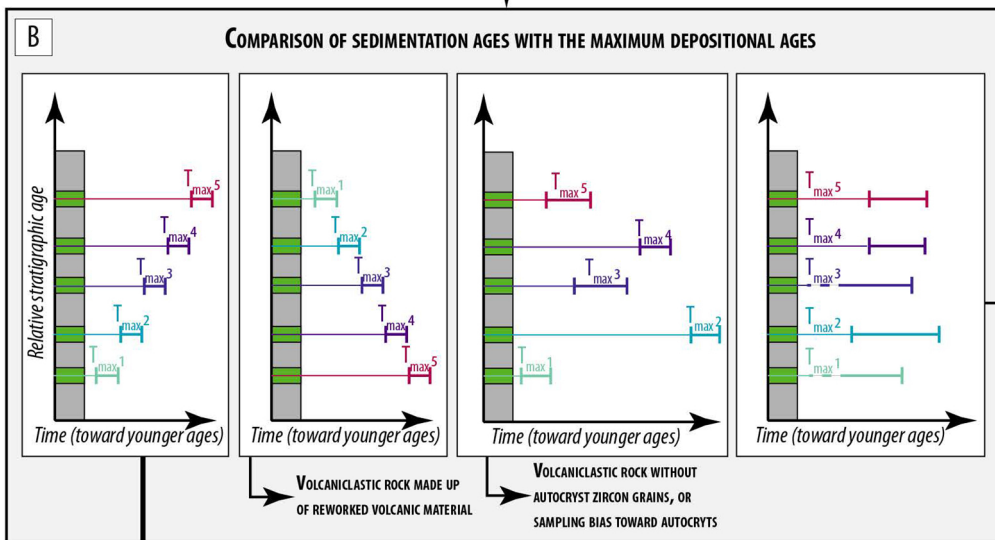 B
COMPARISON OF SEDIMENTATION AGES WITH THE MAXIMUM DEPOSITIONAL AGES
Relative stratigraphic age
Tmax5
Tmax4
Tmax3
Tmax2
Tmax1
Time (toward younger ages)
Tmax1
Tmax2
Tmax3
Tmax4
Tmax5
Time (toward younger ages)
Tmax5
Tmax4
Tmax3
Tmax2
Tmax1
Time (toward younger ages)
Tmax5
Tmax4
Tmax3
Tmax2
Tmax1
Time (toward younger ages)
VOLCANICLASTIC ROCK MADE UP
OF REWORKED VOLCANIC MATERIAL
VOLCANICLASTIC ROCK WITHOUT
AUTOCRYST ZIRCON GRAINS, OR
SAMPLING BIAS TOWARD AUTOCRYTS